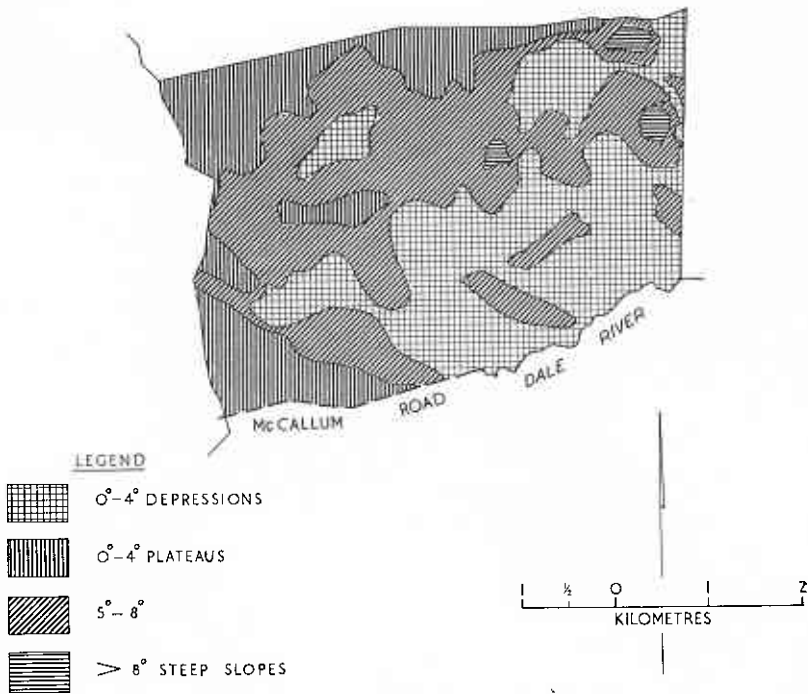 McCALLUM ROAD DALE RIVER
LEGEND
0°-4° DEPRESSIONS
0°-4° PLATEAUS
5°-8°
> 8° STEEP SLOPES
1 ½ 0 1 2
KILOMETRES